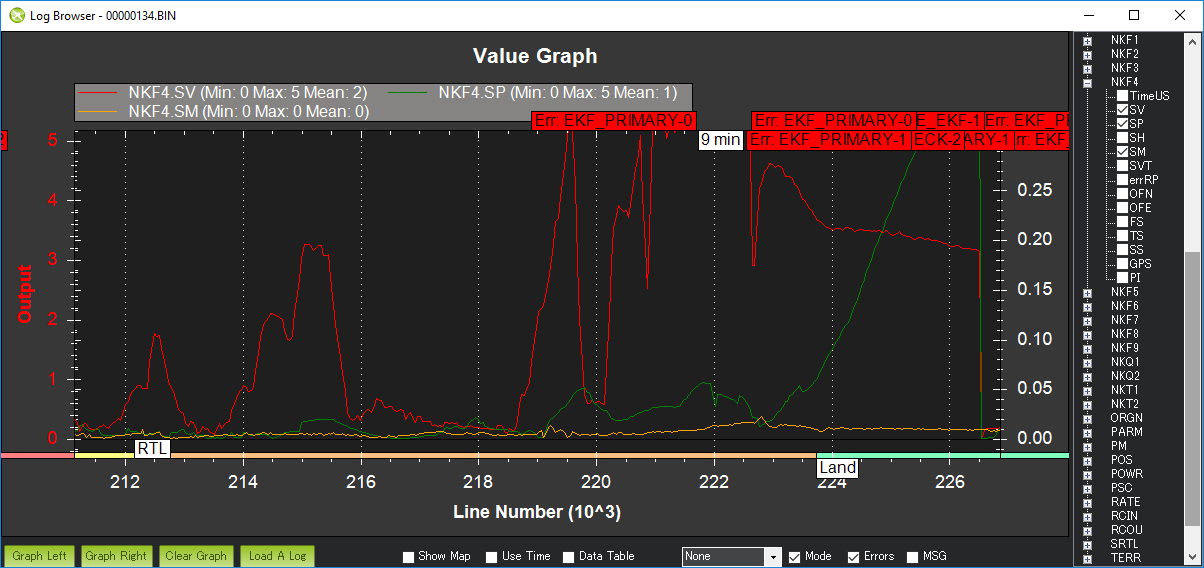 Log Browser - 00000134.BIN
Value Graph
NKF4.SV (Min: 0 Max: 5 Mean: 2)
NKF4.SP (Min: 0 Max: 5 Mean: 1)
NKF4.SM (Min: 0 Max: 0 Mean: 0)
Err: EKF_PRIMARY-0
Err: EKF_PRIMARY-0
E_EKF-1
Err: EKF_PI
2
9 min
Err: EKF_PRIMARY-1
ECK-2
ARY-1
rr: EKF_
5
4
3
2
1
0
Output
0.25
0.20
0.15
0.10
0.05
0.00
RTL
Land
212
214
216
218
220
222
224
226
Line Number (10^3)
NKF1
NKF2
NKF3
NKF4
TimeUS
SV
SP
SH
SM
SVT
errRP
OFN
OFE
FS
TS
SS
GPS
PI
NKF5
NKF6
NKF7
NKF8
NKF9
NKQ1
NKQ2
NKT1
NKT2
ORGN
PARM
PM
POS
POWR
PSC
RATE
RCIN
RCOU
SRTL
TERR
Graph Left
Graph Right
Clear Graph
Load A Log
Show Map
Use Time
Data Table
None
Mode
Errors
MSG